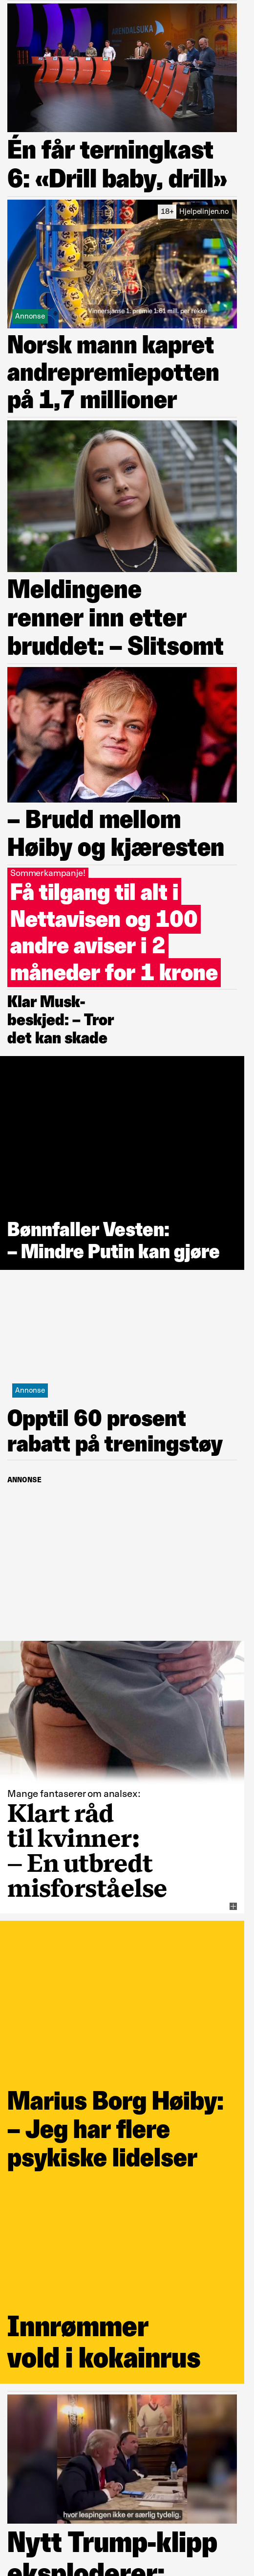 ARENDALSUKA
Én får terningkast
6: «Drill baby, drill»
18+ Hjelpelinjen.no
Vinnersjanse 1. premie 1:61 mill. per rekke
Annonse
Norsk mann kapret
andrepremiepotten
på 1,7 millioner
Meldingene
renner inn etter
bruddet: – Slitsomt
– Brudd mellom
Høiby og kjæresten
Sommerkampanje!
Få tilgang til alt i
Nettavisen og 100
andre aviser i 2
måneder for 1 krone
Klar Musk-
beskjed: – Tror
det kan skade
Bønnfaller Vesten:
– Mindre Putin kan gjøre
Annonse
Opptil 60 prosent
rabatt på treningstøy
ANNONSE
Mange fantaserer om analsex:
Klart råd
til kvinner:
– En utbredt
misforståelse
Marius Borg Høiby:
– Jeg har flere
psykiske lidelser
Innrømmer
vold i kokainrus
hvor lespingen ikke er særlig tydelig.
Nytt Trump-klipp
eksploderer: